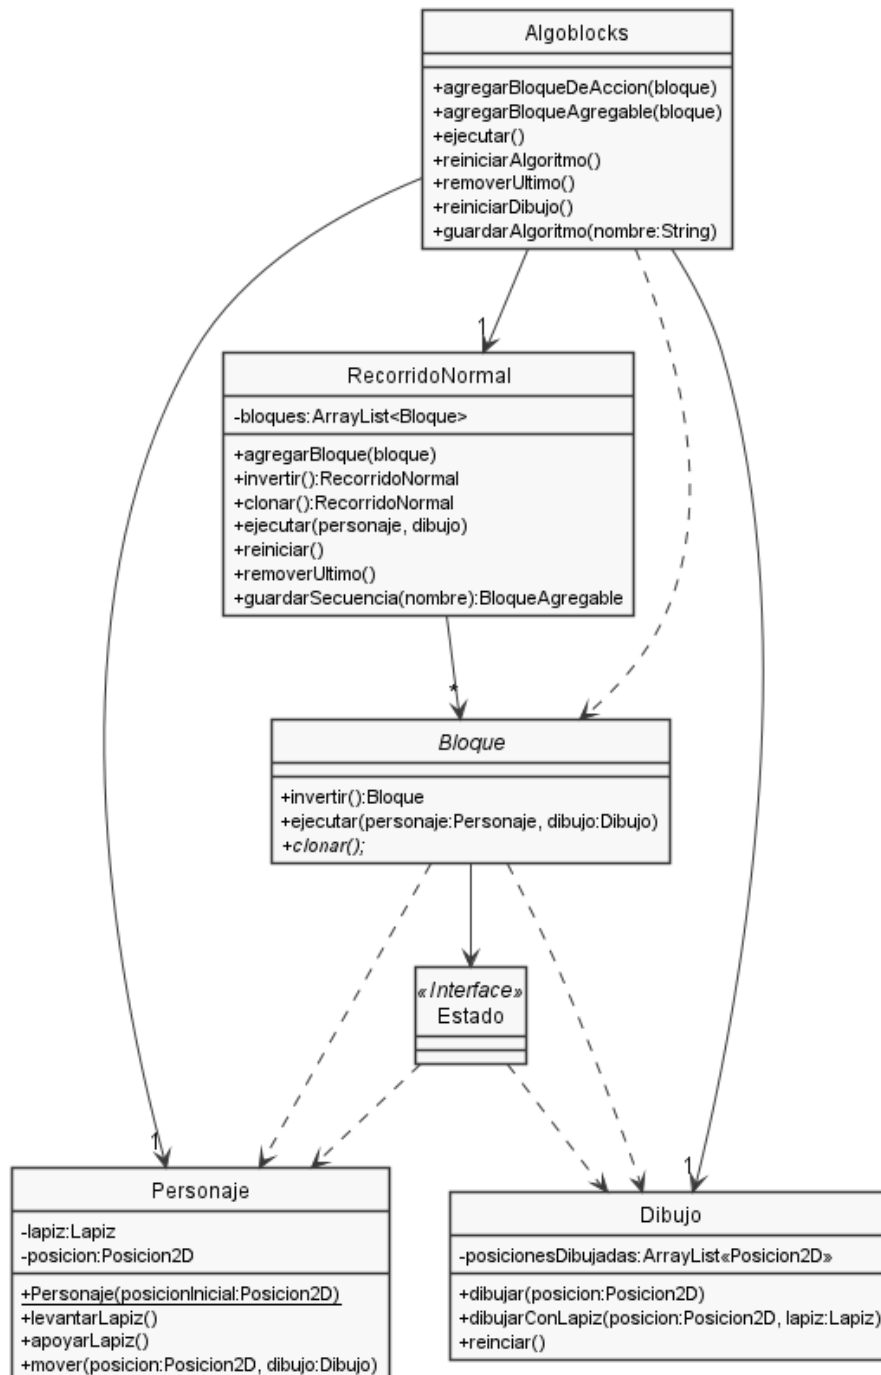 Algoblocks
+agregarBloqueDeAccion(bloque)
+agregarBloqueAgregable(bloque)
+ejecutar()
+reiniciarAlgoritmo()
+removerUltimo()
+reiniciarDibujo()
+guardarAlgoritmo(nombre:String)
1
RecorridoNormal
-bloques:ArrayList<Bloque>
+agregarBloque(bloque)
+invertir():RecorridoNormal
+clonar():RecorridoNormal
+ejecutar(personaje, dibujo)
+reiniciar()
+removerUltimo()
+guardarSecuencia(nombre):BloqueAgregable
*
Bloque
+invertir():Bloque
+ejecutar(personaje:Personaje, dibujo:Dibujo)
+clonar();
«Interface»
Estado
1
Personaje
-lapiz:Lapiz
-posicion:Posicion2D
+Personaje(posicionInicial:Posicion2D)
+levantarLapiz()
+apoyarLapiz()
+mover(posicion:Posicion2D, dibujo:Dibujo)
1
Dibujo
-posicionesDibujadas:ArrayList«Posicion2D»
+dibujar(posicion:Posicion2D)
+dibujarConLapiz(posicion:Posicion2D, lapiz:Lapiz)
+reinciar()